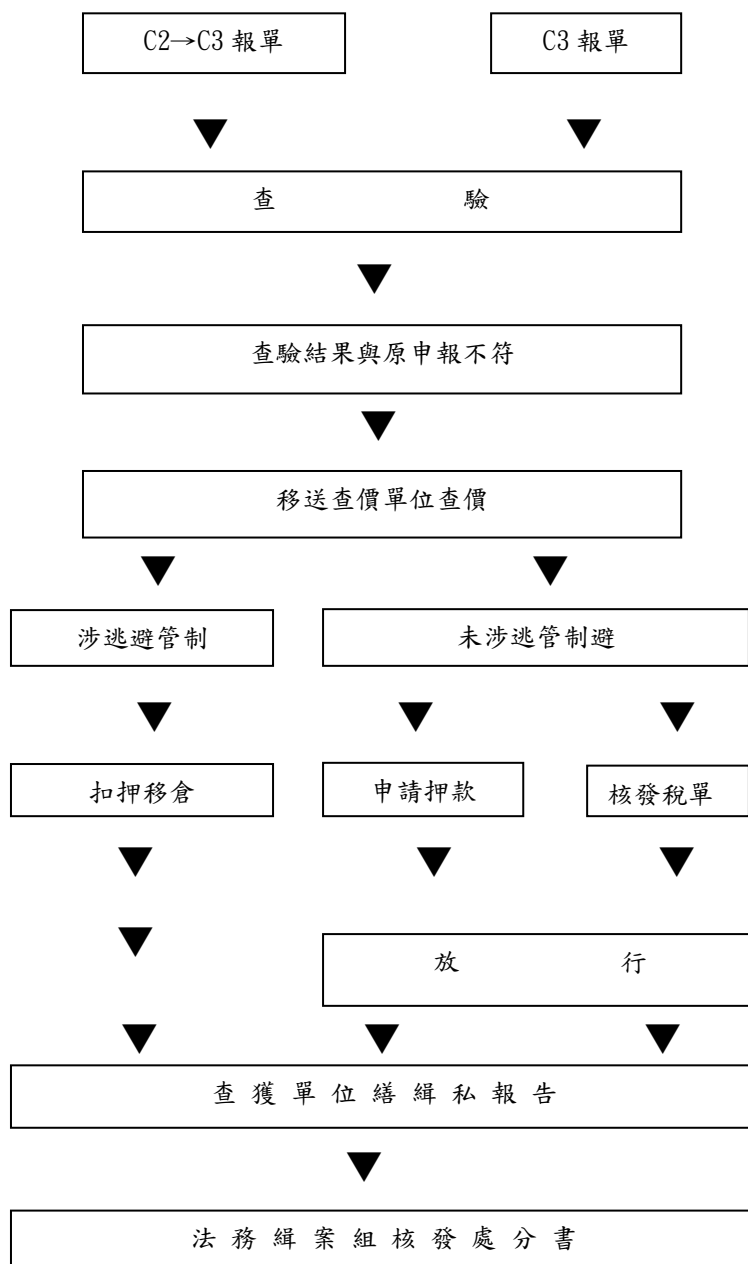 C2→C3 報單
C3 報單
查 驗
查驗結果與原申報不符
移送查價單位查價
涉逃避管制
未涉逃管制避
扣押移倉
申請押款
核發稅單
放 行
查 獲 單 位 繕 緝 私 報 告
法 務 緝 案 組 核 發 處 分 書